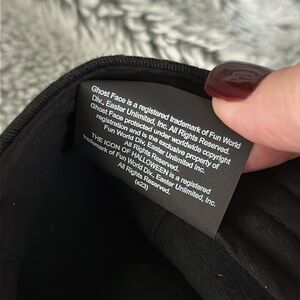 Ghost Face is a registered trademark of Fun World
Div., Easter Unlimited, Inc. All Rights Reserved.
Ghost Face protected under worldwide copyright
registration and is the exclusive property of
Fun World Div. Easter Unlimited, Inc.
All Rights Reserved.
THE ICON OF HALLOWEEN is a registered
trademark of Fun World Div. Easter Unlimited, Inc.
All Rights Reserved.
(c23)